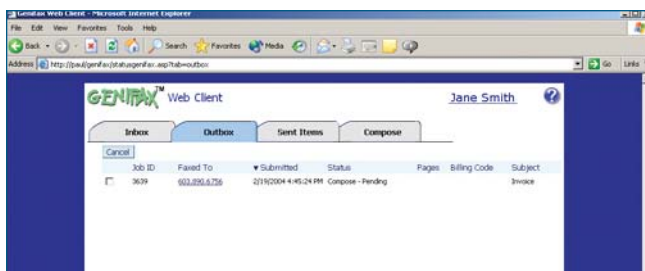 Genifax Web Client - Microsoft Internet Explorer
File Edit View Favorites Tools Help
Back Search Favorites Media
Address http://paul/genifax/statusgenifax.asp?tab=outbox Go Links
GENIFAX™ Web Client Jane Smith ?
Inbox Outbox Sent Items Compose
Cancel
Job ID Faxed To ▼ Submitted Status Pages Billing Code Subject
3639 603.890.6756 2/19/2004 4:45:24 PM Compose - Pending Invoice